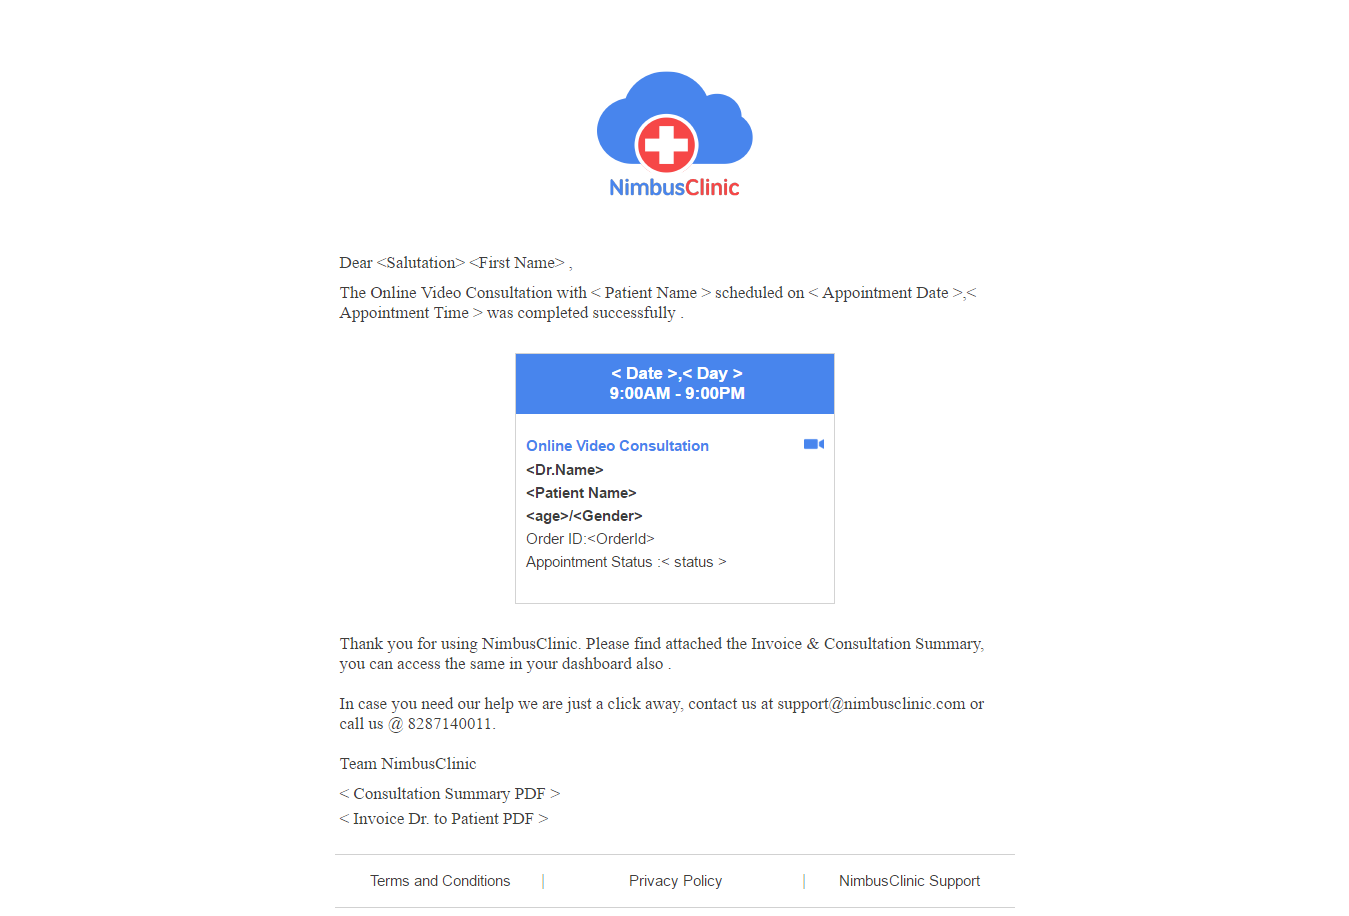 NimbusClinic
Dear <Salutation> <First Name> ,
The Online Video Consultation with < Patient Name > scheduled on < Appointment Date >,<
Appointment Time > was completed successfully .
< Date >,< Day >
9:00AM - 9:00PM
Online Video Consultation
<Dr.Name>
<Patient Name>
<age>/<Gender>
Order ID:<OrderId>
Appointment Status :< status >
Thank you for using NimbusClinic. Please find attached the Invoice & Consultation Summary,
you can access the same in your dashboard also .
In case you need our help we are just a click away, contact us at support@nimbusclinic.com or
call us @ 8287140011.
Team NimbusClinic
< Consultation Summary PDF >
< Invoice Dr. to Patient PDF >
Terms and Conditions | Privacy Policy | NimbusClinic Support